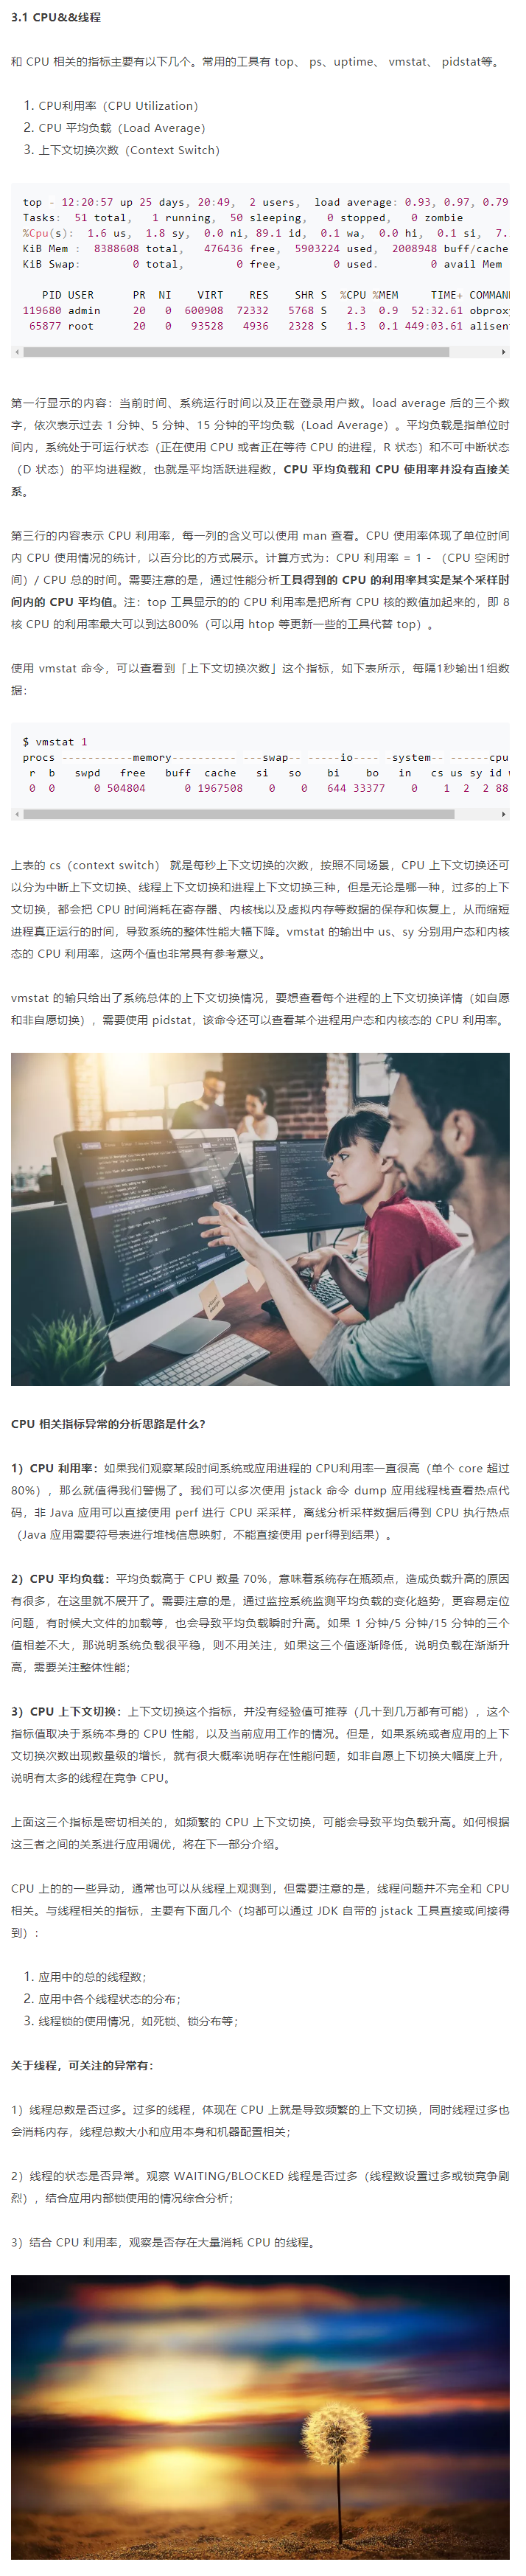 3.1 CPU&&线程
和 CPU 相关的指标主要有以下几个。常用的工具有 top、 ps、uptime、 vmstat、 pidstat等。
1. CPU利用率（CPU Utilization）
2. CPU 平均负载（Load Average）
3. 上下文切换次数（Context Switch）
top - 12:20:57 up 25 days, 20:49,  2 users,  load average: 0.93, 0.97, 0.79
Tasks:  51 total,   1 running,  50 sleeping,   0 stopped,   0 zombie
%Cpu(s):  1.6 us,  1.8 sy,  0.0 ni, 89.1 id,  0.1 wa,  0.0 hi,  0.1 si,  7.
KiB Mem :  8388608 total,   476436 free,  5903224 used,  2008948 buff/cache
KiB Swap:        0 total,        0 free,        0 used.        0 avail Mem
PID USER      PR  NI    VIRT    RES    SHR S  %CPU %MEM     TIME+ COMMAN
119680 admin     20   0  600908  72332   5768 S   2.3  0.9  52:32.61 obprox
65877 root      20   0   93528   4936   2328 S   1.3  0.1 449:03.61 alisen
第一行显示的内容：当前时间、系统运行时间以及正在登录用户数。load average 后的三个数
字，依次表示过去 1 分钟、5 分钟、15 分钟的平均负载（Load Average）。平均负载是指单位时
间内，系统处于可运行状态（正在使用 CPU 或者正在等待 CPU 的进程，R 状态）和不可中断状态
（D 状态）的平均进程数，也就是平均活跃进程数，CPU 平均负载和 CPU 使用率并没有直接关
系。
第三行的内容表示 CPU 利用率，每一列的含义可以使用 man 查看。CPU 使用率体现了单位时间
内 CPU 使用情况的统计，以百分比的方式展示。计算方式为：CPU 利用率 = 1 - （CPU 空闲时
间）/ CPU 总的时间。需要注意的是，通过性能分析工具得到的 CPU 的利用率其实是某个采样时
间内的 CPU 平均值。注：top 工具显示的的 CPU 利用率是把所有 CPU 核的数值加起来的，即 8
核 CPU 的利用率最大可以到达800%（可以用 htop 等更新一些的工具代替 top）。
使用 vmstat 命令，可以查看到「上下文切换次数」这个指标，如下表所示，每隔1秒输出1组数
据：
$ vmstat 1
procs -----------memory---------- ---swap-- -----io---- -system-- ------cpu
r  b   swpd   free   buff  cache   si   so    bi    bo   in   cs us sy id w
0  0      0 504804      0 1967508    0    0   644 33377    0    1  2  2 88
上表的 cs（context switch） 就是每秒上下文切换的次数，按照不同场景，CPU 上下文切换还可
以分为中断上下文切换、线程上下文切换和进程上下文切换三种，但是无论是哪一种，过多的上下
文切换，都会把 CPU 时间消耗在寄存器、内核栈以及虚拟内存等数据的保存和恢复上，从而缩短
进程真正运行的时间，导致系统的整体性能大幅下降。vmstat 的输出中 us、sy 分别用户态和内核
态的 CPU 利用率，这两个值也非常具有参考意义。
vmstat 的输只给出了系统总体的上下文切换情况，要想查看每个进程的上下文切换详情（如自愿
和非自愿切换），需要使用 pidstat，该命令还可以查看某个进程用户态和内核态的 CPU 利用率。
CPU 相关指标异常的分析思路是什么？
1）CPU 利用率：如果我们观察某段时间系统或应用进程的 CPU利用率一直很高（单个 core 超过
80%），那么就值得我们警惕了。我们可以多次使用 jstack 命令 dump 应用线程栈查看热点代
码，非 Java 应用可以直接使用 perf 进行 CPU 采采样，离线分析采样数据后得到 CPU 执行热点
（Java 应用需要符号表进行堆栈信息映射，不能直接使用 perf得到结果）。
2）CPU 平均负载：平均负载高于 CPU 数量 70%，意味着系统存在瓶颈点，造成负载升高的原因
有很多，在这里就不展开了。需要注意的是，通过监控系统监测平均负载的变化趋势，更容易定位
问题，有时候大文件的加载等，也会导致平均负载瞬时升高。如果 1 分钟/5 分钟/15 分钟的三个
值相差不大，那说明系统负载很平稳，则不用关注，如果这三个值逐渐降低，说明负载在渐渐升
高，需要关注整体性能；
3）CPU 上下文切换：上下文切换这个指标，并没有经验值可推荐（几十到几万都有可能），这个
指标值取决于系统本身的 CPU 性能，以及当前应用工作的情况。但是，如果系统或者应用的上下
文切换次数出现数量级的增长，就有很大概率说明存在性能问题，如非自愿上下切换大幅度上升，
说明有太多的线程在竞争 CPU。
上面这三个指标是密切相关的，如频繁的 CPU 上下文切换，可能会导致平均负载升高。如何根据
这三者之间的关系进行应用调优，将在下一部分介绍。
CPU 上的的一些异动，通常也可以从线程上观测到，但需要注意的是，线程问题并不完全和 CPU
相关。与线程相关的指标，主要有下面几个（均都可以通过 JDK 自带的 jstack 工具直接或间接得
到）：
1. 应用中的总的线程数；
2. 应用中各个线程状态的分布；
3. 线程锁的使用情况，如死锁、锁分布等；
关于线程，可关注的异常有：
1）线程总数是否过多。过多的线程，体现在 CPU 上就是导致频繁的上下文切换，同时线程过多也
会消耗内存，线程总数大小和应用本身和机器配置相关；
2）线程的状态是否异常。观察 WAITING/BLOCKED 线程是否过多（线程数设置过多或锁竞争剧
烈），结合应用内部锁使用的情况综合分析；
3）结合 CPU 利用率，观察是否存在大量消耗 CPU 的线程。